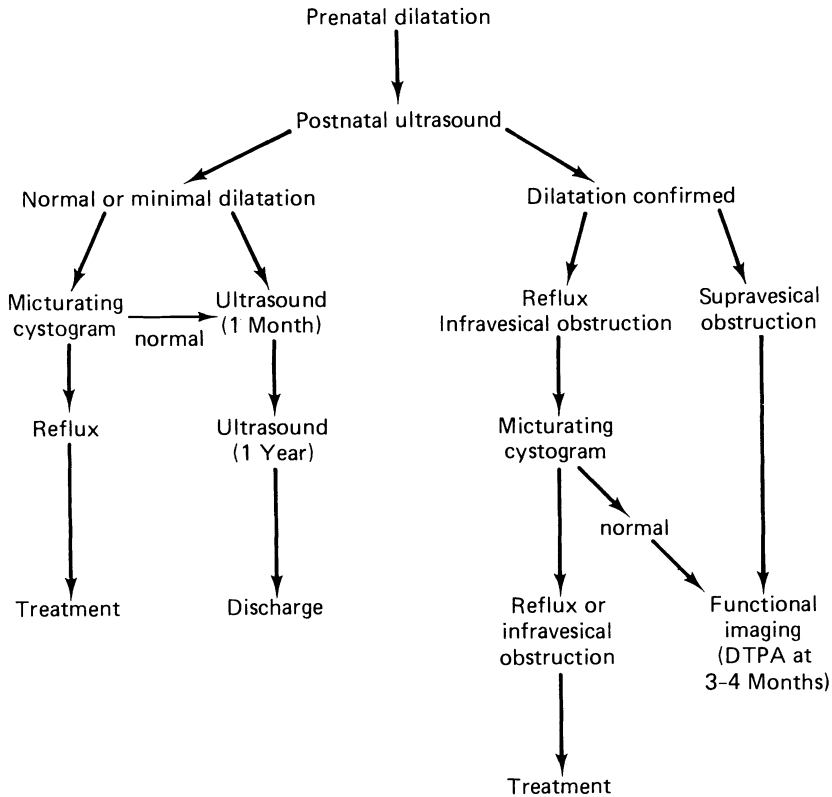 Prenatal dilatation
Postnatal ultrasound
Normal or minimal dilatation
Dilatation confirmed
Micturating
cystogram
normal
Ultrasound
(1 Month)
Reflux
Infravesical obstruction
Supravesical
obstruction
Reflux
Ultrasound
(1 Year)
Micturating
cystogram
normal
Treatment
Discharge
Reflux or
infravesical
obstruction
Functional
imaging
(DTPA at
3-4 Months)
Treatment